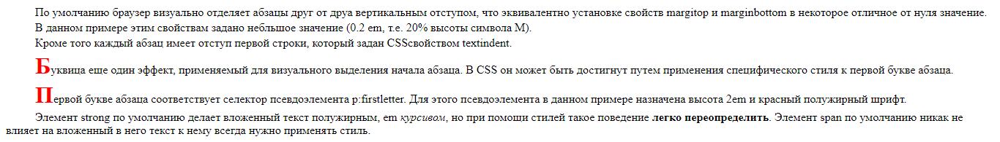 По умолчанию браузер визуально отделяет абзацы друг от друа вертикальным отступом, что эквивалентно установке свойств margitop и marginbottom в некоторое отличное от нуля значение.
В данном примере этим свойствам задано небльшое значение (0.2 em, т.е. 20% высоты символа M).
Кроме того каждый абзац имеет отступ первой строки, который задан CSSсвойством textindent.
Буквица еще один эффект, применяемый для визуального выделения начала абзаца. В CSS он может быть достигнут путем применения специфического стиля к первой букве абзаца.
Первой букве абзаца соответствует селектор псевдоэлемента p:firstletter. Для этого псевдоэлемента в данном примере назначена высота 2em и красный полужирный шрифт.
Элемент strong по умолчанию делает вложенный текст полужирным, em курсивом, но при помощи стилей такое поведение легко переопределить. Элемент span по умолчанию никак не
влияет на вложенный в него текст к нему всегда нужно применять стиль.